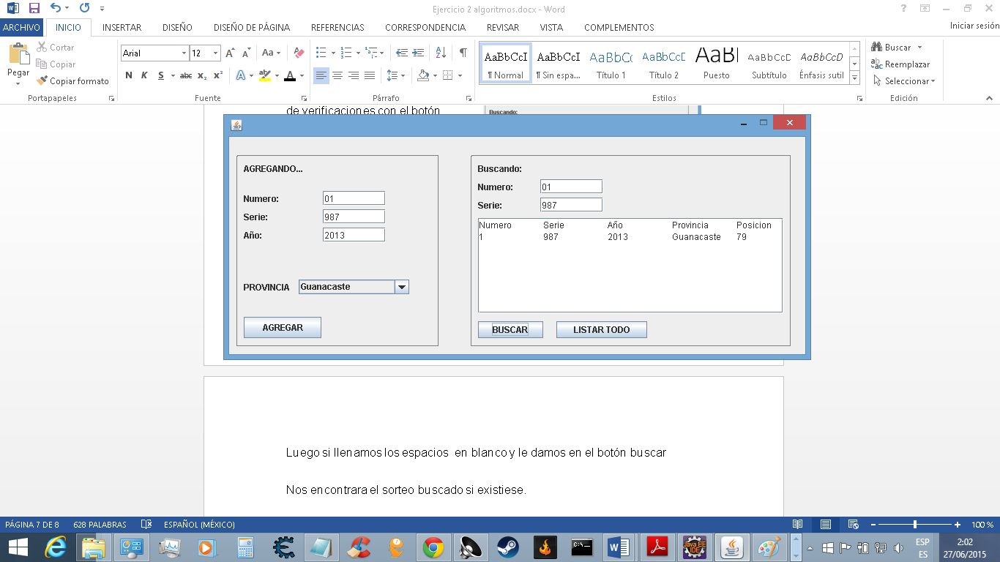 Ejercicio 2 algoritmos.docx - Word
ARCHIVO INICIO INSERTAR DISEÑO DISEÑO DE PÁGINA REFERENCIAS CORRESPONDENCIA REVISAR VISTA COMPLEMENTOS Iniciar sesión
Pegar
Cortar
Copiar
Copiar formato
Portapapeles
Arial 12
N K S abc x₂ x²
Fuente
Párrafo
AaBbCcI AaBbCcI AaBbCc AaBbCcD AaBl AaBbCcD AaBbCcD
¶ Normal ¶ Sin espa... Título 1 Título 2 Puesto Subtítulo Énfasis sutil
Estilos
Buscar
Reemplazar
Seleccionar
Edición
de verificaciones con el botón
Buscando:
AGREGANDO...
Numero: 01
Serie: 987
Año: 2013
PROVINCIA Guanacaste
AGREGAR
Buscando:
Numero: 01
Serie: 987
Numero Serie Año Provincia Posicion
1 987 2013 Guanacaste 79
BUSCAR LISTAR TODO
Luego si llenamos los espacios en blanco y le damos en el botón buscar
Nos encontrara el sorteo buscado si existiese.
PÁGINA 7 DE 8 628 PALABRAS ESPAÑOL (MÉXICO) 100 %
Java EE
IDE
ESP
ES
2:02
27/06/2015